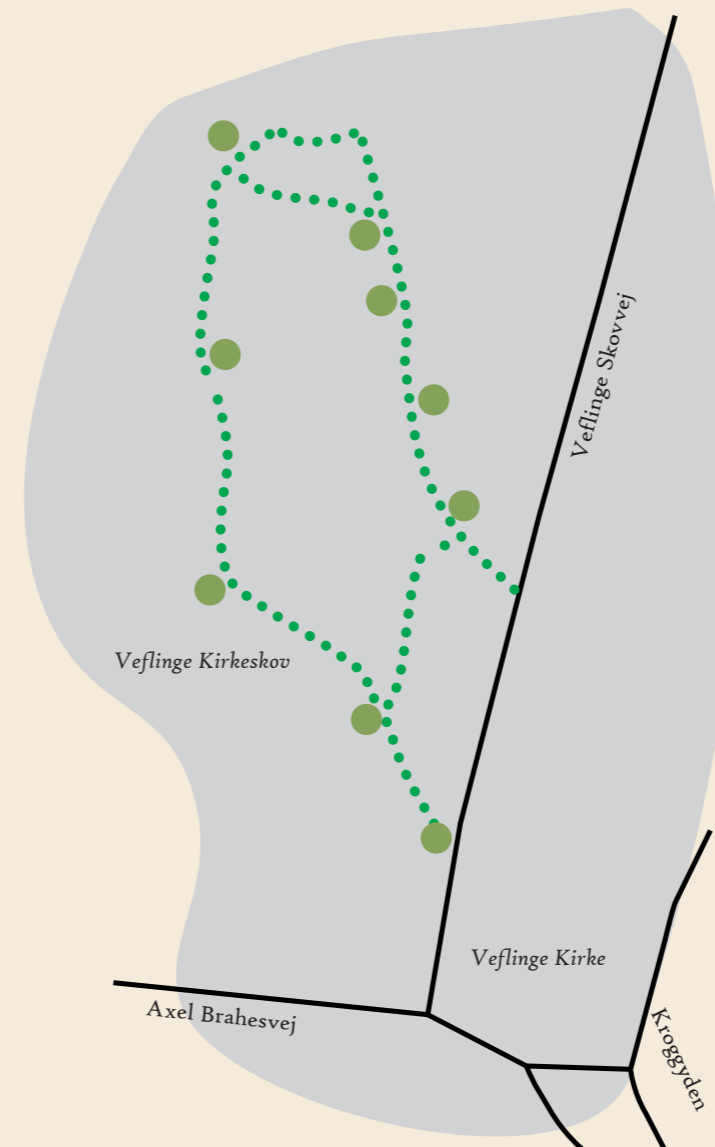 Veflinge Skovvej
Veflinge Kirkeskov
Veflinge Kirke
Axel Brahesvej
Kroggyden